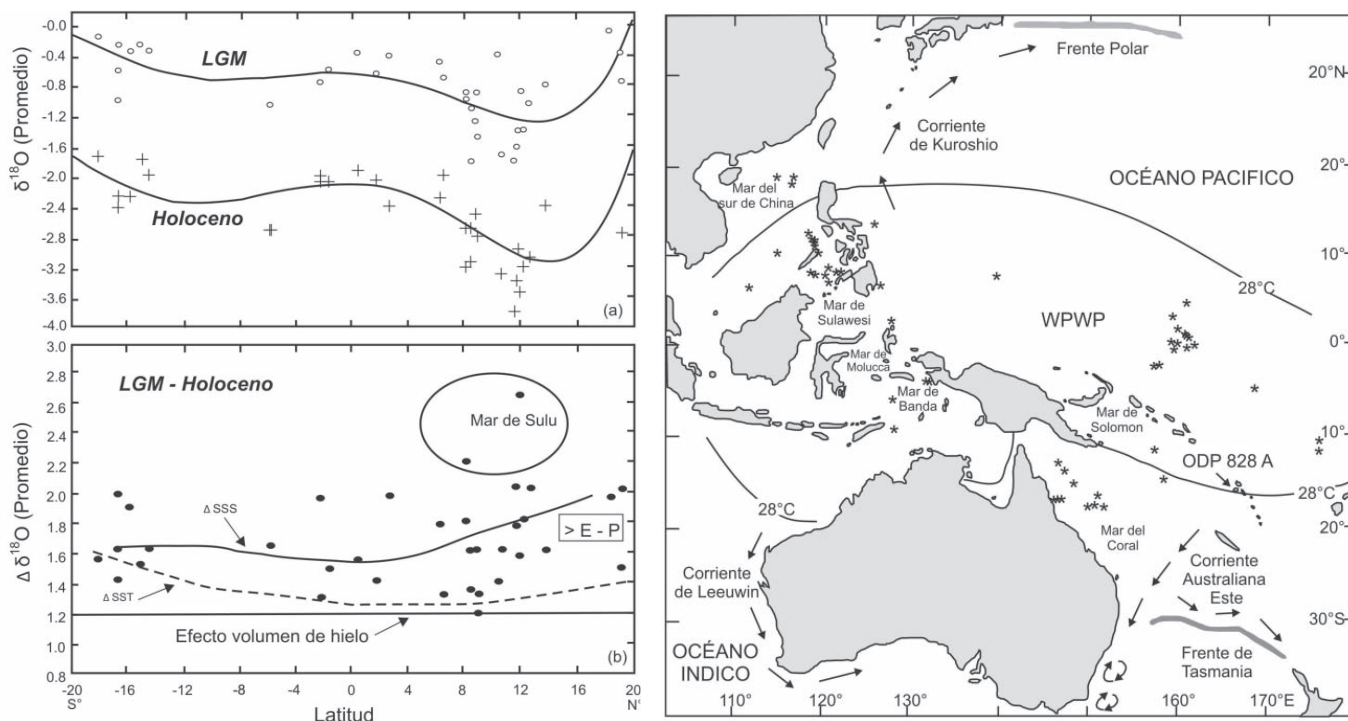 -0.0
-0.4
-0.8
-1.2
-1.6
-2.0
-2.4
-2.8
-3.2
-3.6
-4.0
δ¹⁸O (Promedio)
LGM
Holoceno
(a)
3.0
2.8
2.6
2.4
2.2
2.0
1.8
1.6
1.4
1.2
1.0
0.8
Δ δ¹⁸O (Promedio)
LGM - Holoceno
Mar de Sulu
Δ SSS
> E - P
Δ SST
Efecto volumen de hielo
(b)
-20 -16 -12 -8 -4 0 4 8 12 16 20
S° Latitud N°
Frente Polar
20°N
Corriente
de Kuroshio
20°
OCÉANO PACIFICO
Mar del
sur de China
10°
28°C
WPWP
Mar de
Sulawesi
0°
Mar de
Molucca
Mar de
Banda
Mar de
Solomon
10°
ODP 828 A
28°C
28°C
20°
Mar del
Coral
Corriente
de Leeuwin
Corriente
Australiana
Este
30°S
OCÉANO
INDICO
Frente de
Tasmania
110° 120° 130° 160° 170°E